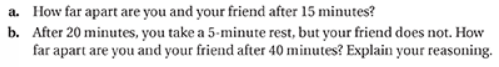 a. How far apart are you and your friend after 15 minutes?
b. After 20 minutes, you take a 5-minute rest, but your friend does not. How
far apart are you and your friend after 40 minutes? Explain your reasoning.